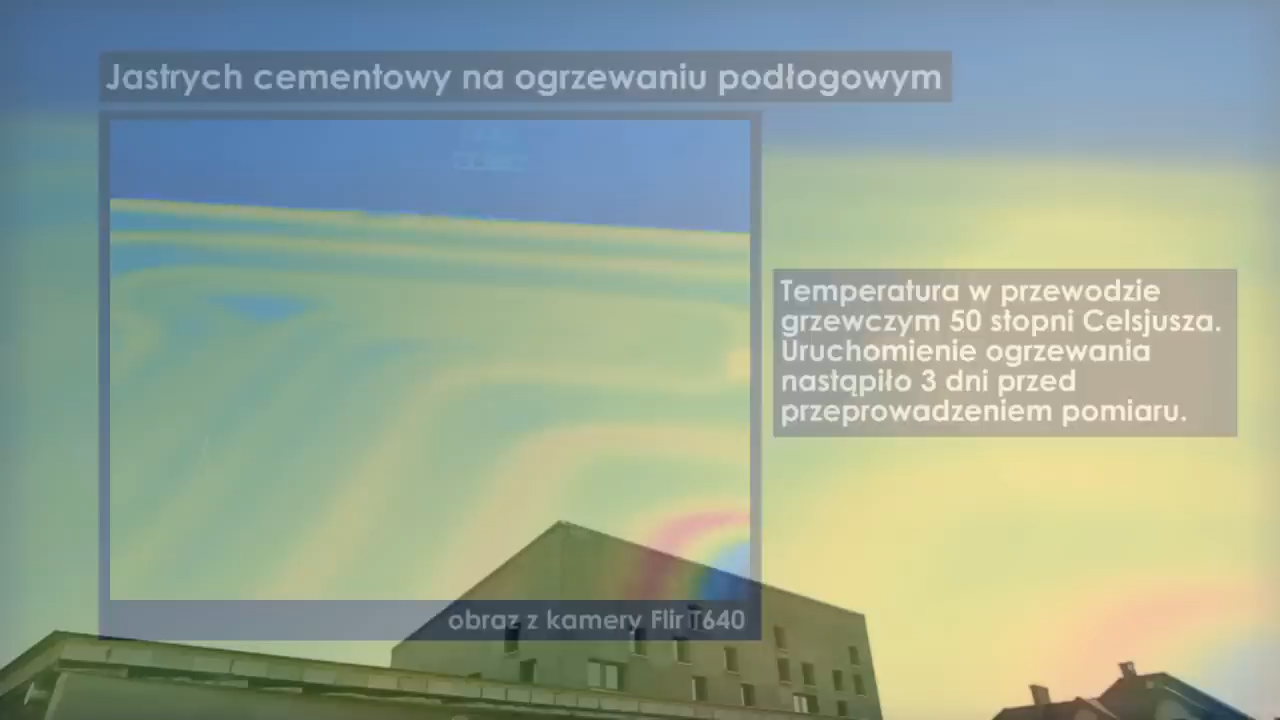 Jastrych cementowy na ogrzewaniu podłogowym
Temperatura w przewodzie
grzewczym 50 stopni Celsjusza.
Uruchomienie ogrzewania
nastąpiło 3 dni przed
przeprowadzeniem pomiaru.
obraz z kamery Flir T640